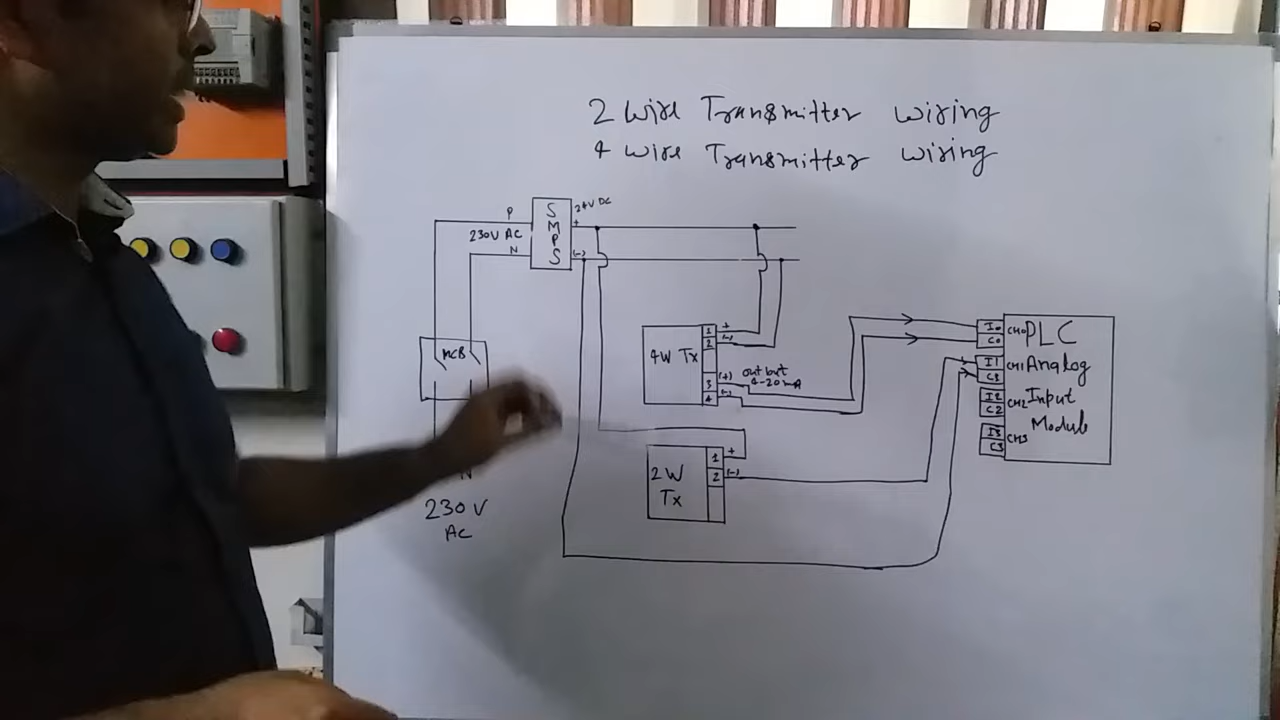 2 Wire Transmitter wiring
4 Wire Transmitter wiring
24V DC
P
230V AC
N
S
M
P
S
+
(-)
MCB
N
230 V
AC
4W Tx
1
2
3
4
+
(-)
(+)
(-)
output
4-20mA
2W
Tx
1
2
+
(-)
I0
C0
I1
C1
I2
C2
I3
C3
CH0
CH1
CH2
CH3
PLC
Analog
Input
Module